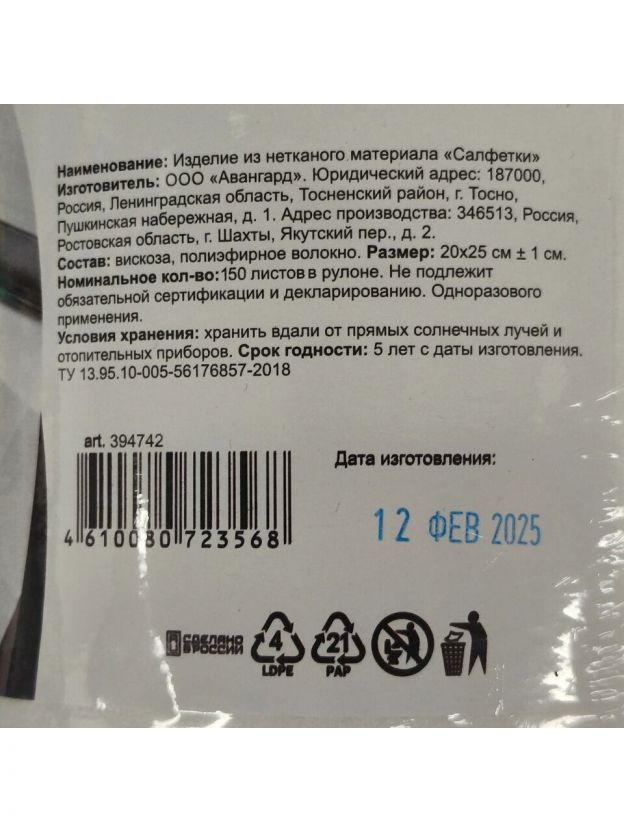 Наименование: Изделие из нетканого материала «Салфетки»
Изготовитель: ООО «Авангард». Юридический адрес: 187000,
Россия, Ленинградская область, Тосненский район, г. Тосно,
Пушкинская набережная, д. 1. Адрес производства: 346513, Россия,
Ростовская область, г. Шахты, Якутский пер., д. 2.
Состав: вискоза, полиэфирное волокно. Размер: 20х25 см ± 1 см.
Номинальное кол-во:150 листов в рулоне. Не подлежит
обязательной сертификации и декларированию. Одноразового
применения.
Условия хранения: хранить вдали от прямых солнечных лучей и
отопительных приборов. Срок годности: 5 лет с даты изготовления.
ТУ 13.95.10-005-56176857-2018
art. 394742
Дата изготовления:
4 610080 723568
12 ФЕВ 2025
СДЕЛАНО
В РОССИИ
4
LDPE
21
PAP